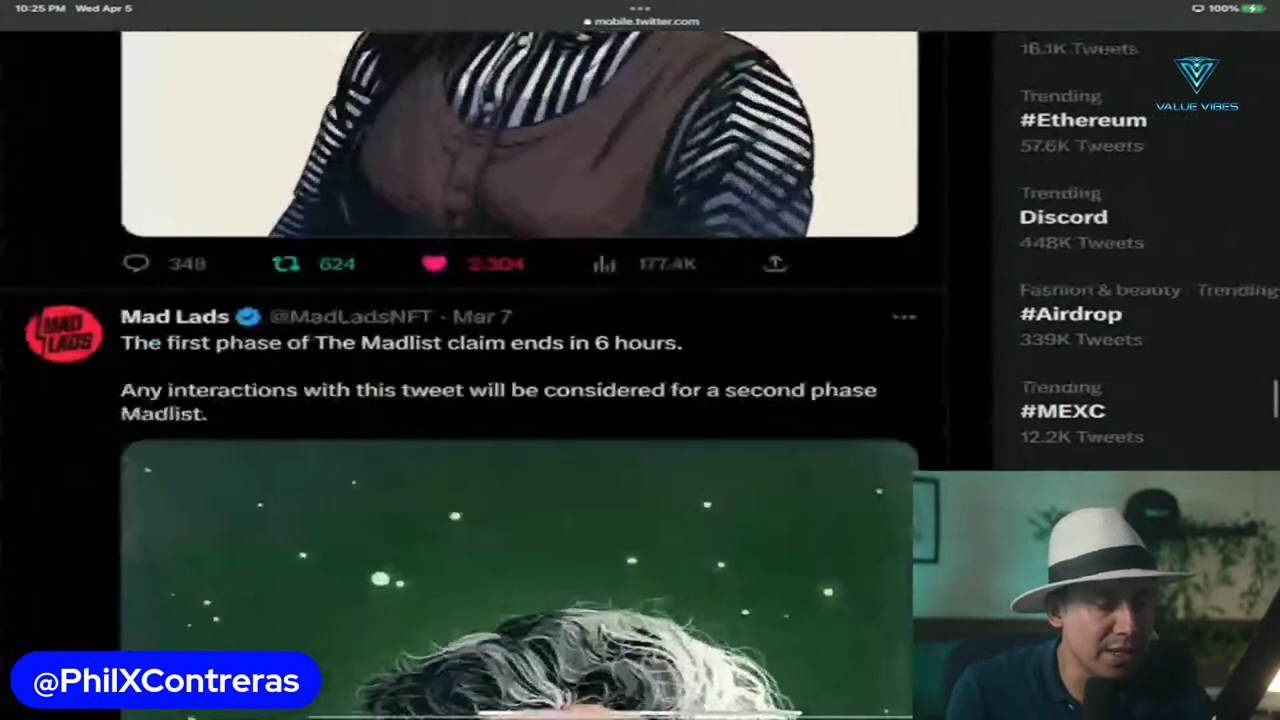 10:25 PM Wed Apr 5
mobile.twitter.com
100%
16.1K Tweets
VALUE VIBES
Trending
#Ethereum
57.6K Tweets
Trending
Discord
448K Tweets
Fashion & beauty Trending
#Airdrop
339K Tweets
Trending
#MEXC
12.2K Tweets
348 624 2,304 177.4K
MAD
LADS
Mad Lads @MadLadsNFT · Mar 7
The first phase of The Madlist claim ends in 6 hours.
Any interactions with this tweet will be considered for a second phase
Madlist.
@PhilXContreras